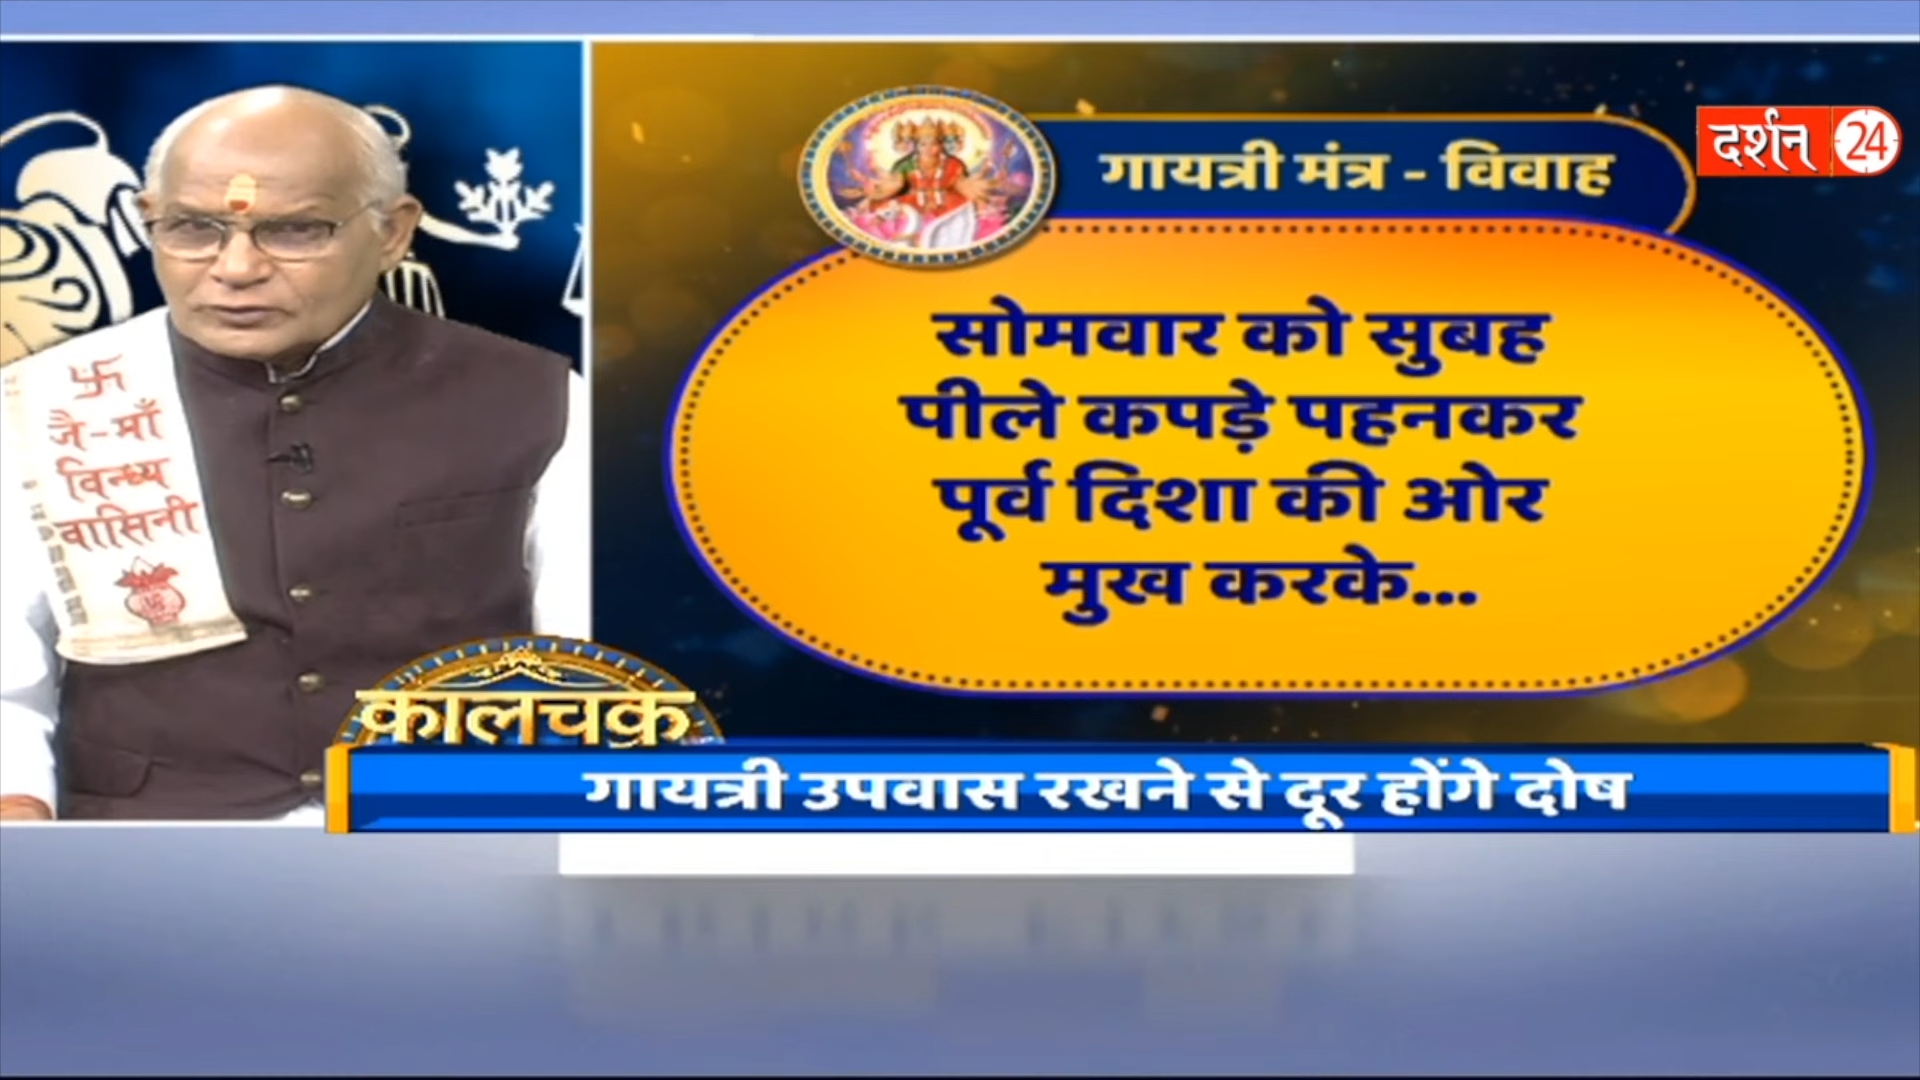 गायत्री मंत्र - विवाह
दर्शन 24
सोमवार को सुबह
पीले कपड़े पहनकर
पूर्व दिशा की ओर
मुख करके...
जै-माँ
विन्ध्य
वासिनी
कालचक्र
गायत्री उपवास रखने से दूर होंगे दोष